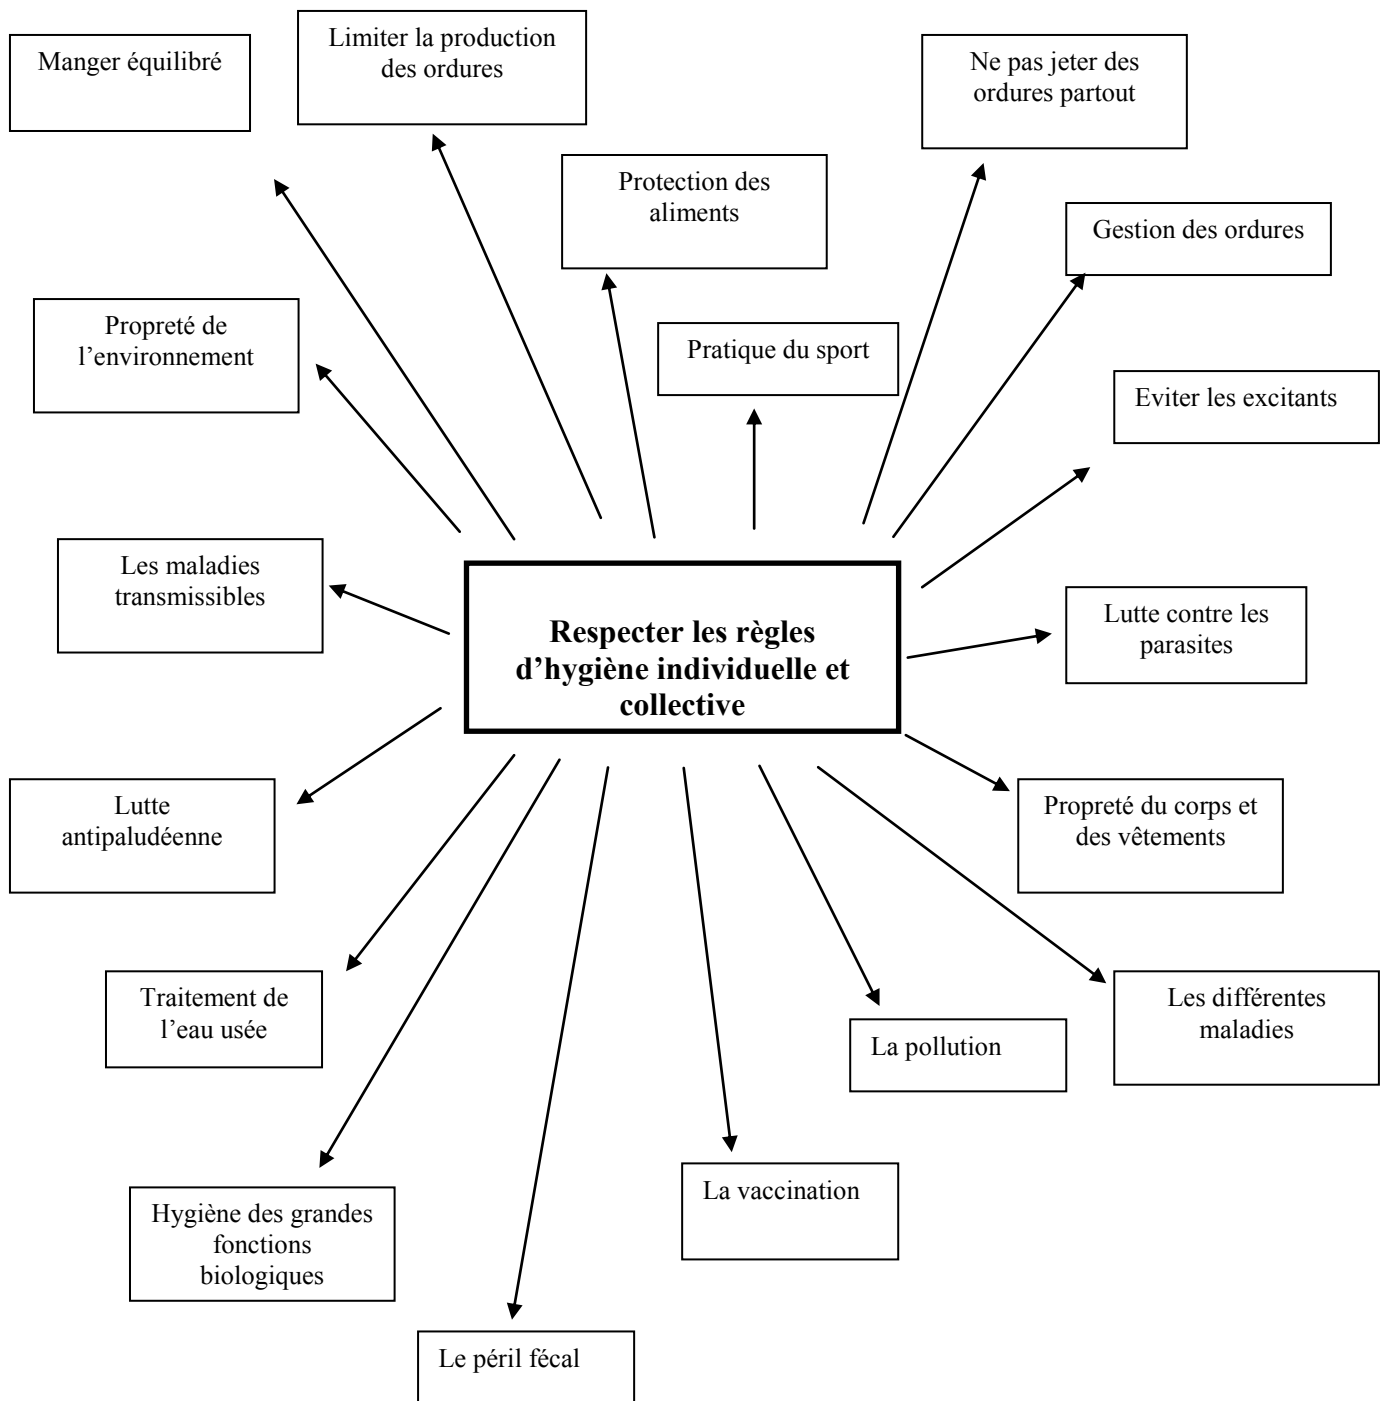 Manger équilibré
Limiter la production
des ordures
Ne pas jeter des
ordures partout
Protection des
aliments
Gestion des ordures
Propreté de
l’environnement
Pratique du sport
Eviter les excitants
Les maladies
transmissibles
Respecter les règles
d’hygiène individuelle et
collective
Lutte contre les
parasites
Lutte
antipaludéenne
Propreté du corps et
des vêtements
Traitement de
l’eau usée
La pollution
Les différentes
maladies
Hygiène des grandes
fonctions
biologiques
La vaccination
Le péril fécal